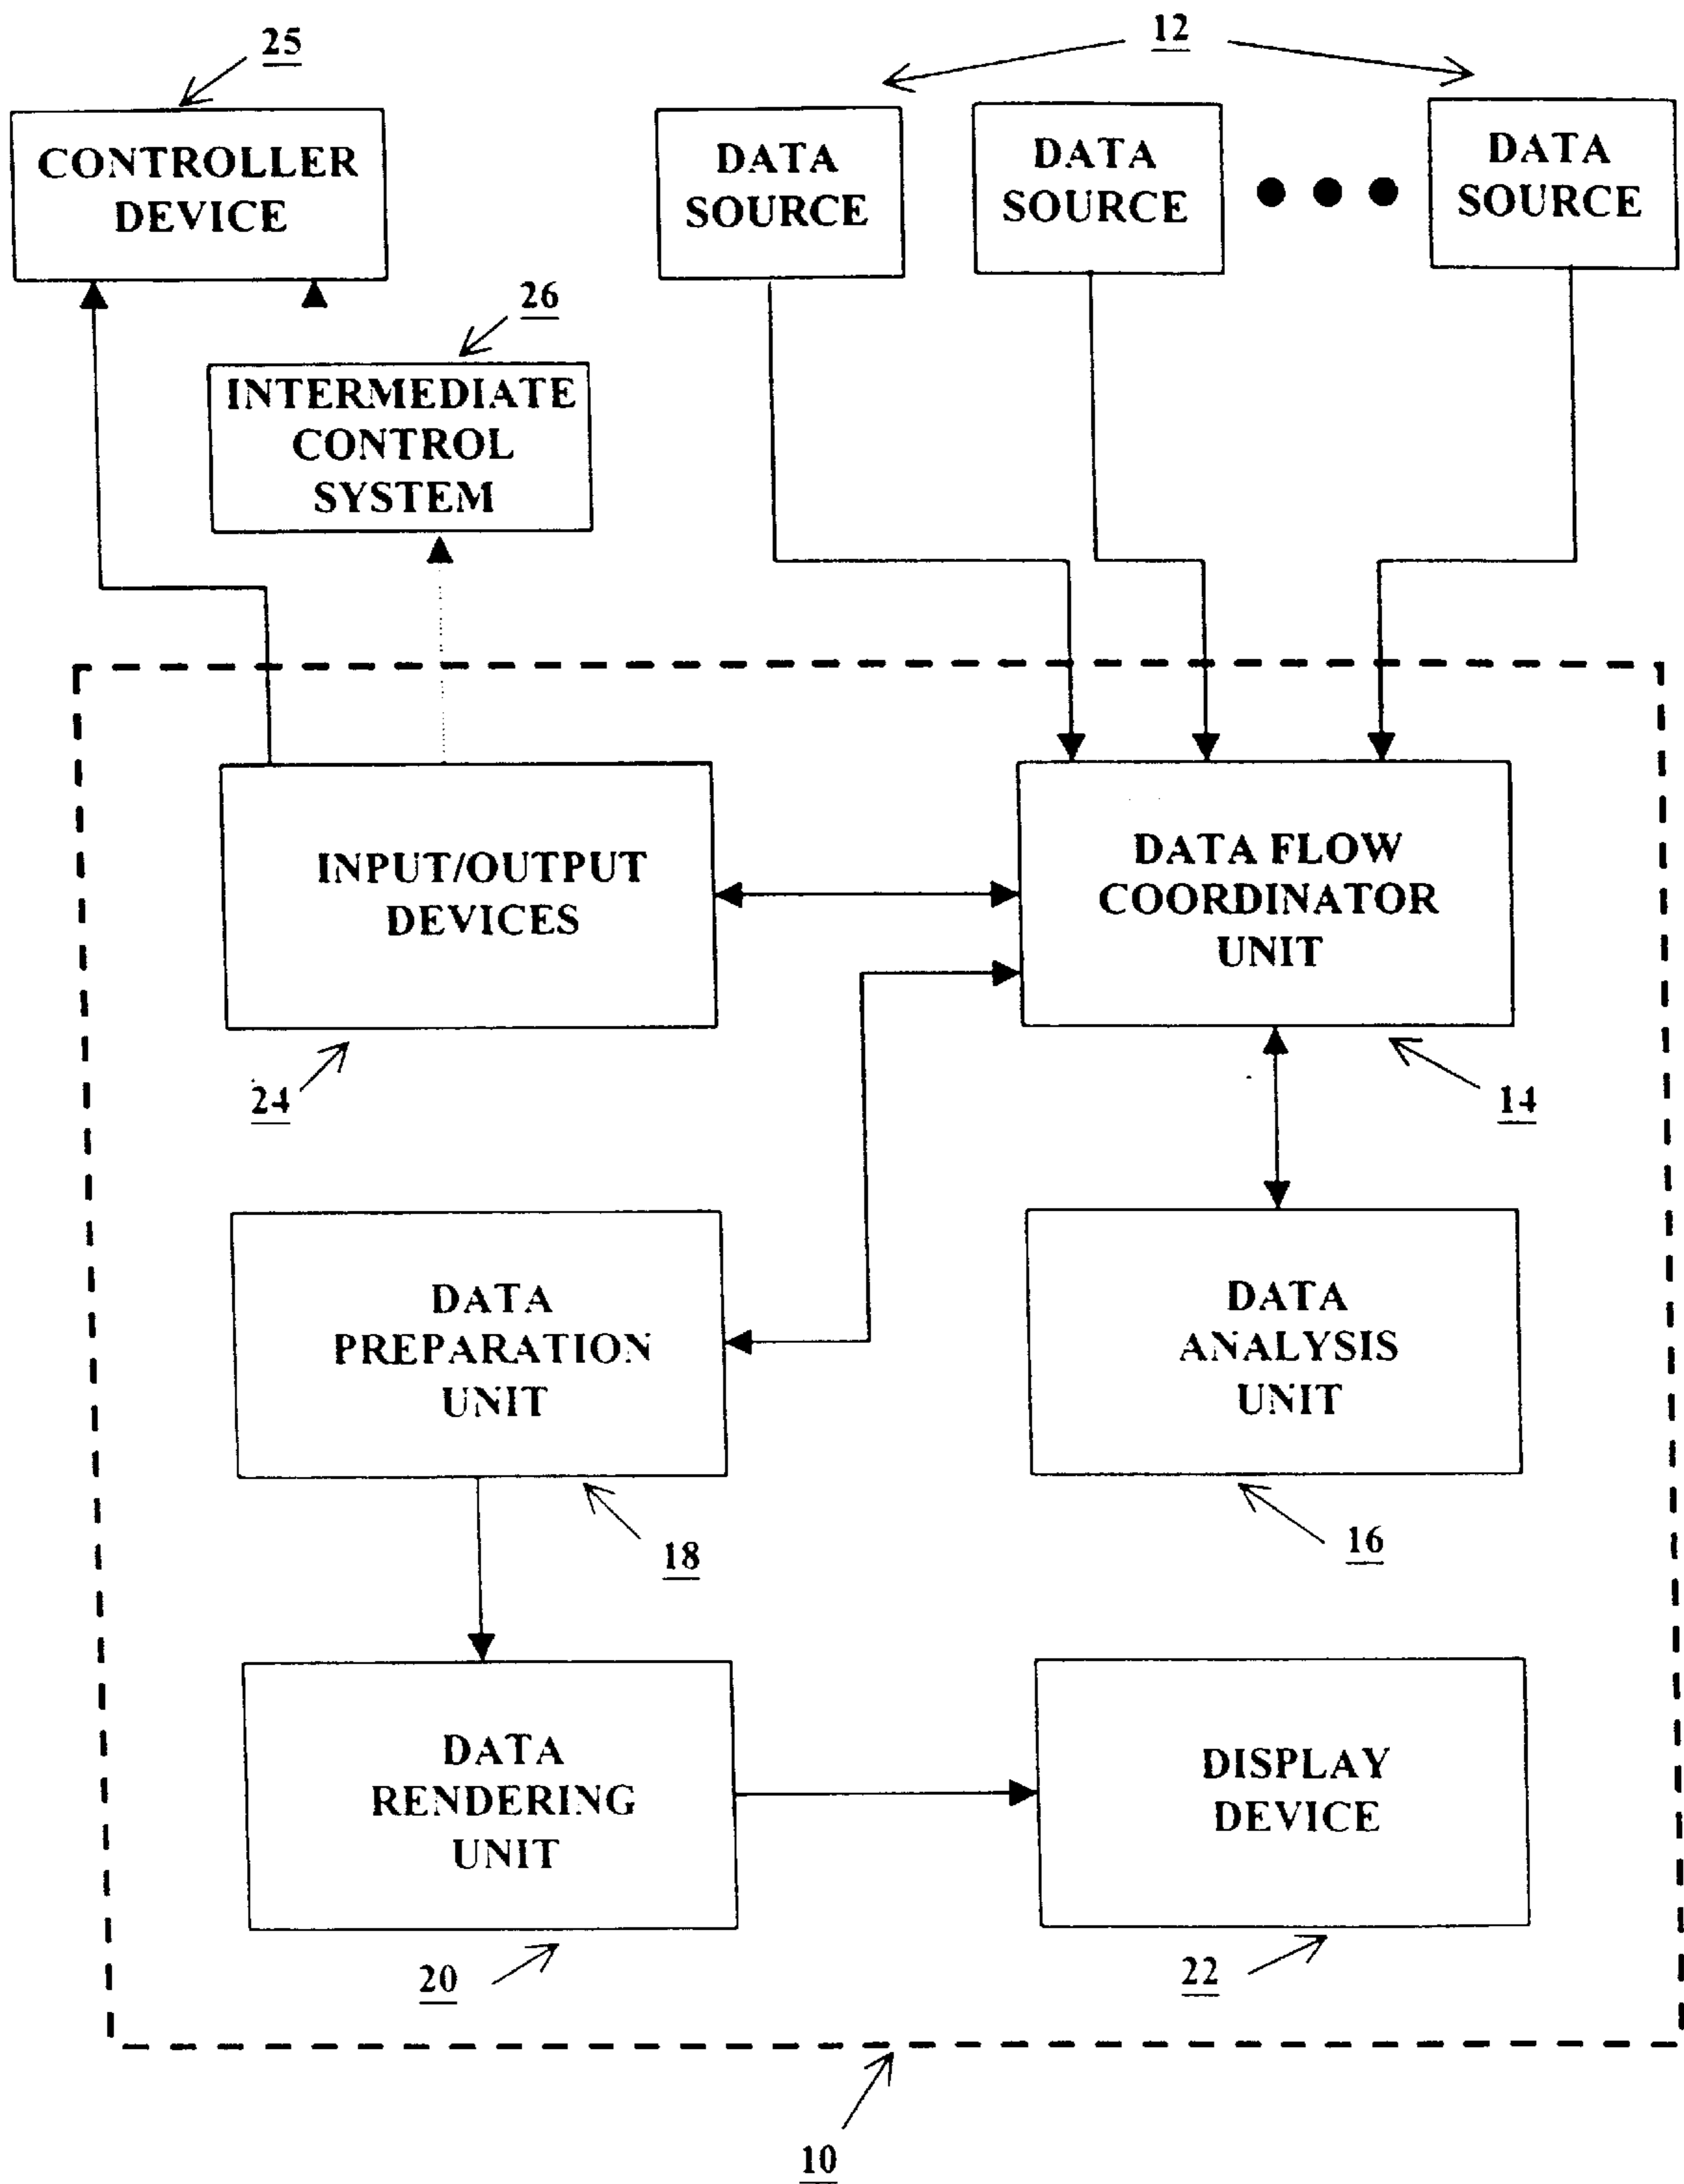 25
12
CONTROLLER
DEVICE
DATA
SOURCE
DATA
SOURCE
DATA
SOURCE
26
INTERMEDIATE
CONTROL
SYSTEM
INPUT/OUTPUT
DEVICES
DATA FLOW
COORDINATOR
UNIT
24
14
DATA
PREPARATION
UNIT
DATA
ANALYSIS
UNIT
18
16
DATA
RENDERING
UNIT
DISPLAY
DEVICE
20
22
10